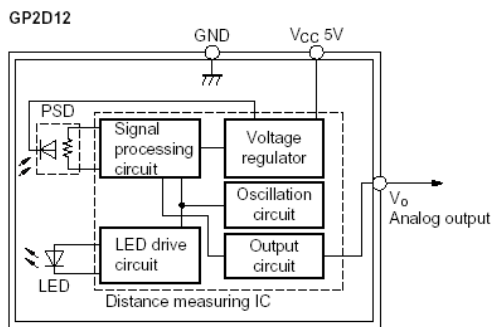 GP2D12
GND
VCC 5V
PSD
Signal
processing
circuit
Voltage
regulator
Oscillation
circuit
Vo
Analog output
LED drive
circuit
Output
circuit
LED
Distance measuring IC